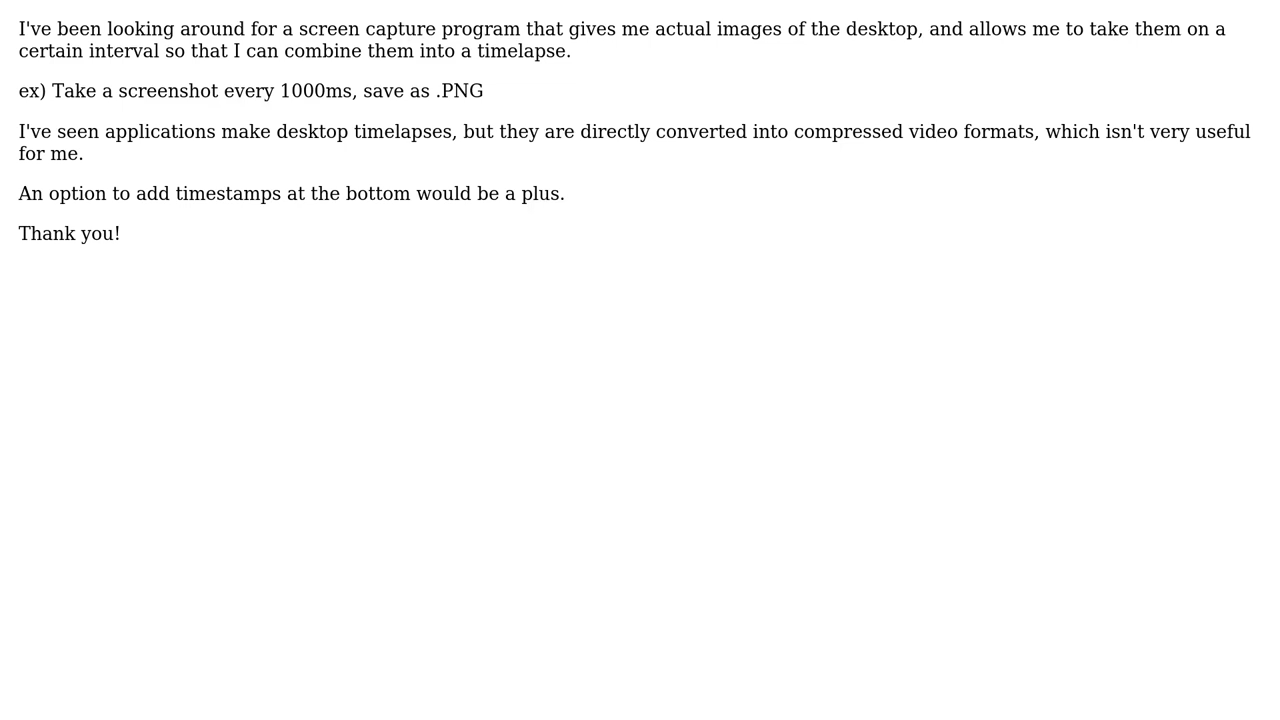 I've been looking around for a screen capture program that gives me actual images of the desktop, and allows me to take them on a
certain interval so that I can combine them into a timelapse.
ex) Take a screenshot every 1000ms, save as .PNG
I've seen applications make desktop timelapses, but they are directly converted into compressed video formats, which isn't very useful
for me.
An option to add timestamps at the bottom would be a plus.
Thank you!